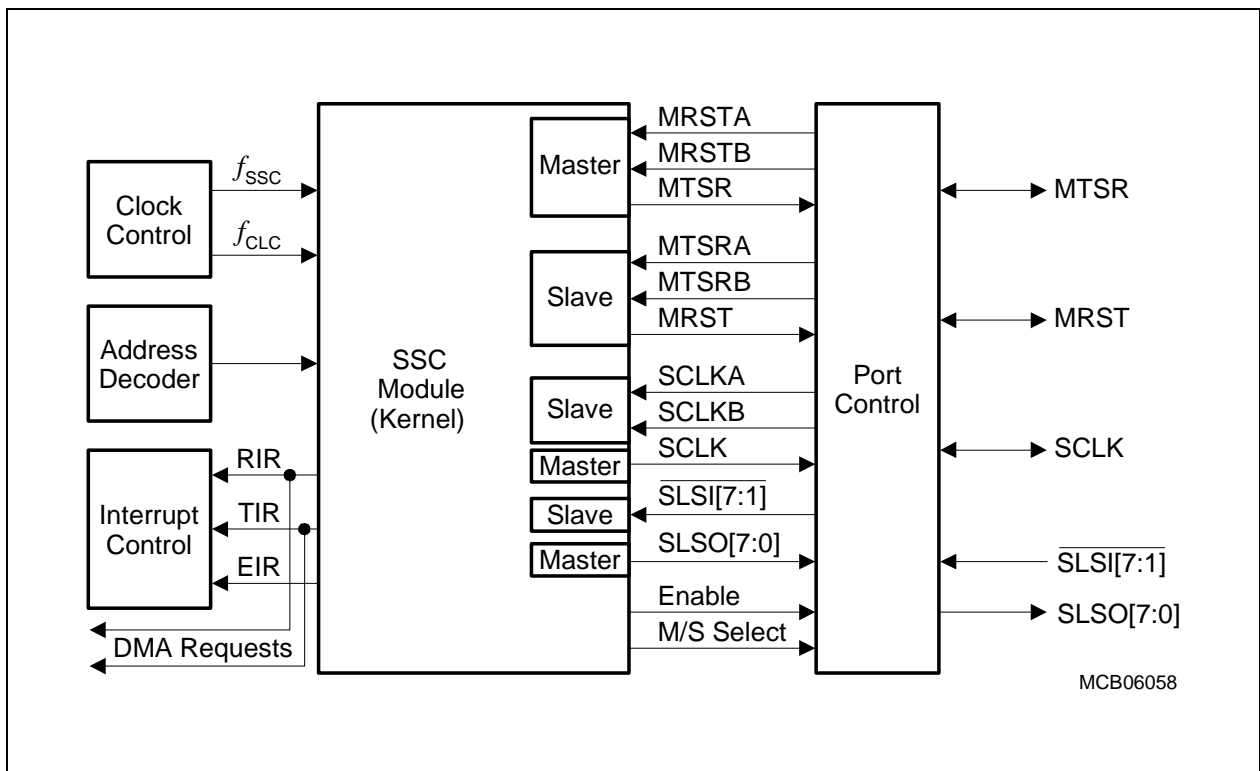 Clock
Control
fSSC
fCLC
Address
Decoder
Interrupt
Control
RIR
TIR
EIR
DMA Requests
SSC
Module
(Kernel)
Master
Slave
Slave
Master
Slave
Master
MRSTA
MRSTB
MTSR
MTSRA
MTSRB
MRST
SCLKA
SCLKB
SCLK
SLSI[7:1]
SLSO[7:0]
Enable
M/S Select
Port
Control
MTSR
MRST
SCLK
SLSI[7:1]
SLSO[7:0]
MCB06058